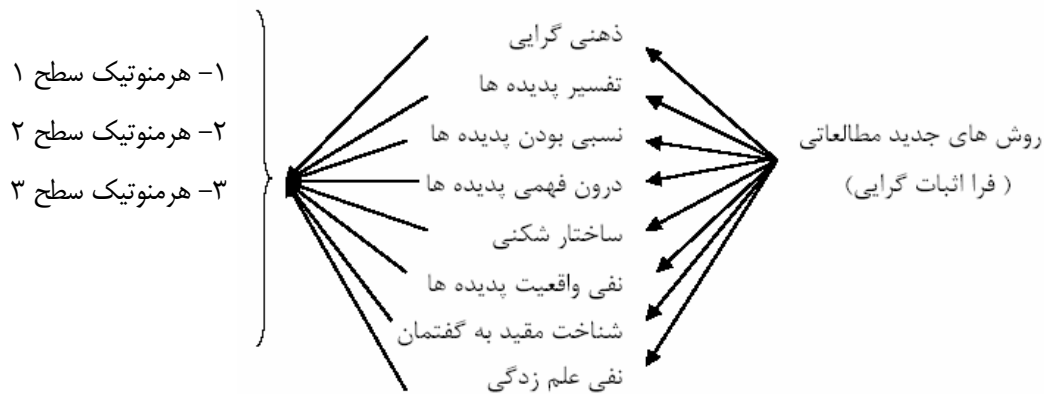 روش های جدید مطالعاتی
( فرا اثبات گرایی)
ذهنی گرایی
تفسیر پدیده ها
نسبی بودن پدیده ها
درون فهمی پدیده ها
ساختار شکنی
نفی واقعیت پدیده ها
شناخت مقید به گفتمان
نفی علم زدگی
۱- هرمنوتیک سطح ۱
۲- هرمنوتیک سطح ۲
۳- هرمنوتیک سطح ۳